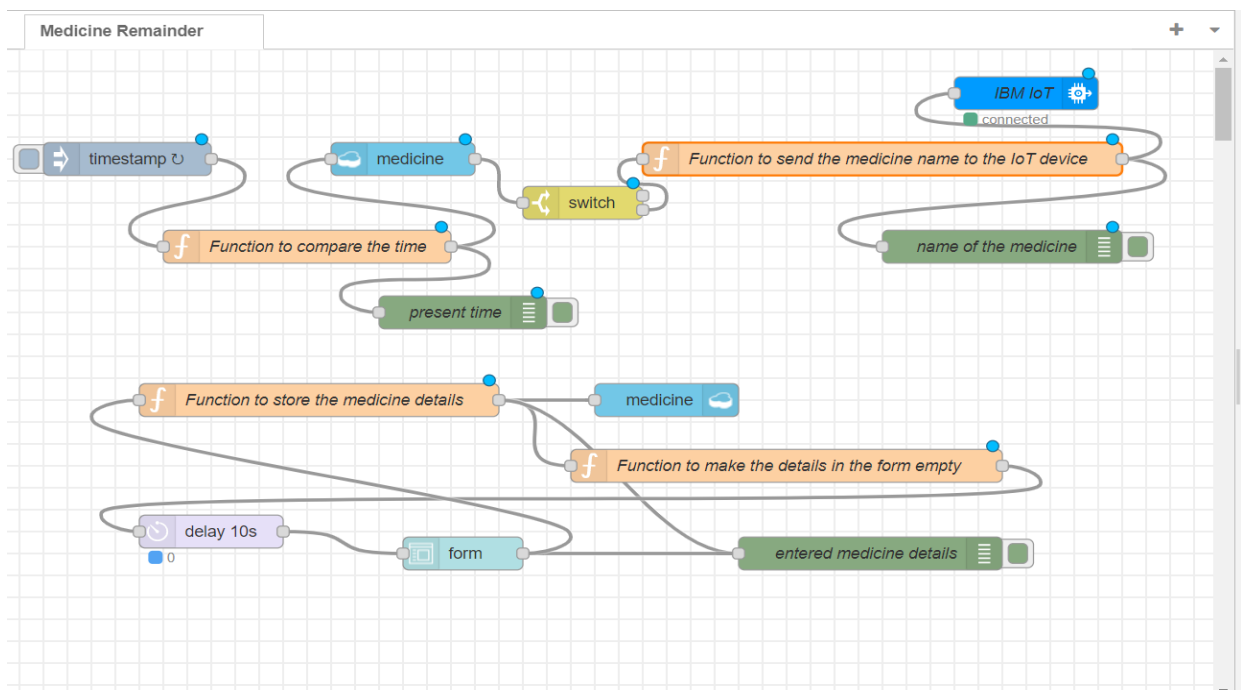 Medicine Remainder
IBM IoT
connected
timestamp ↻
medicine
Function to send the medicine name to the IoT device
switch
Function to compare the time
name of the medicine
present time
Function to store the medicine details
medicine
Function to make the details in the form empty
delay 10s
0
form
entered medicine details